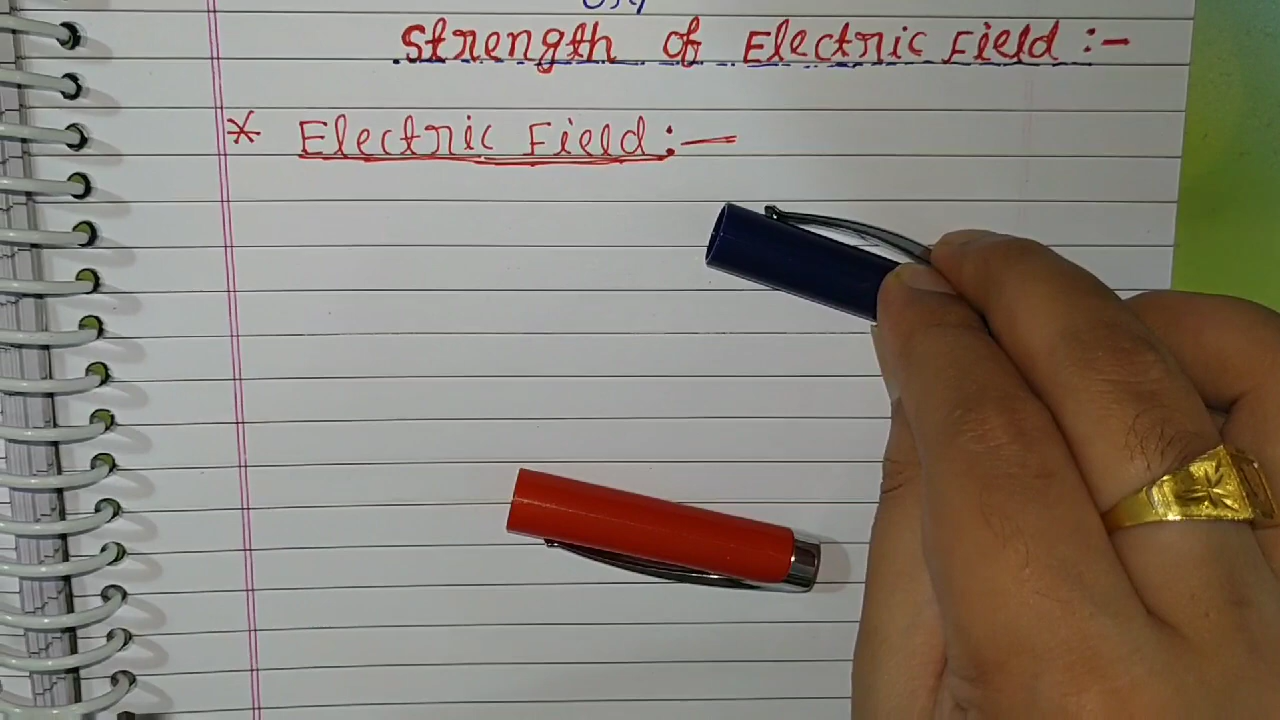 Strength of Electric Field :-
* Electric Field :-